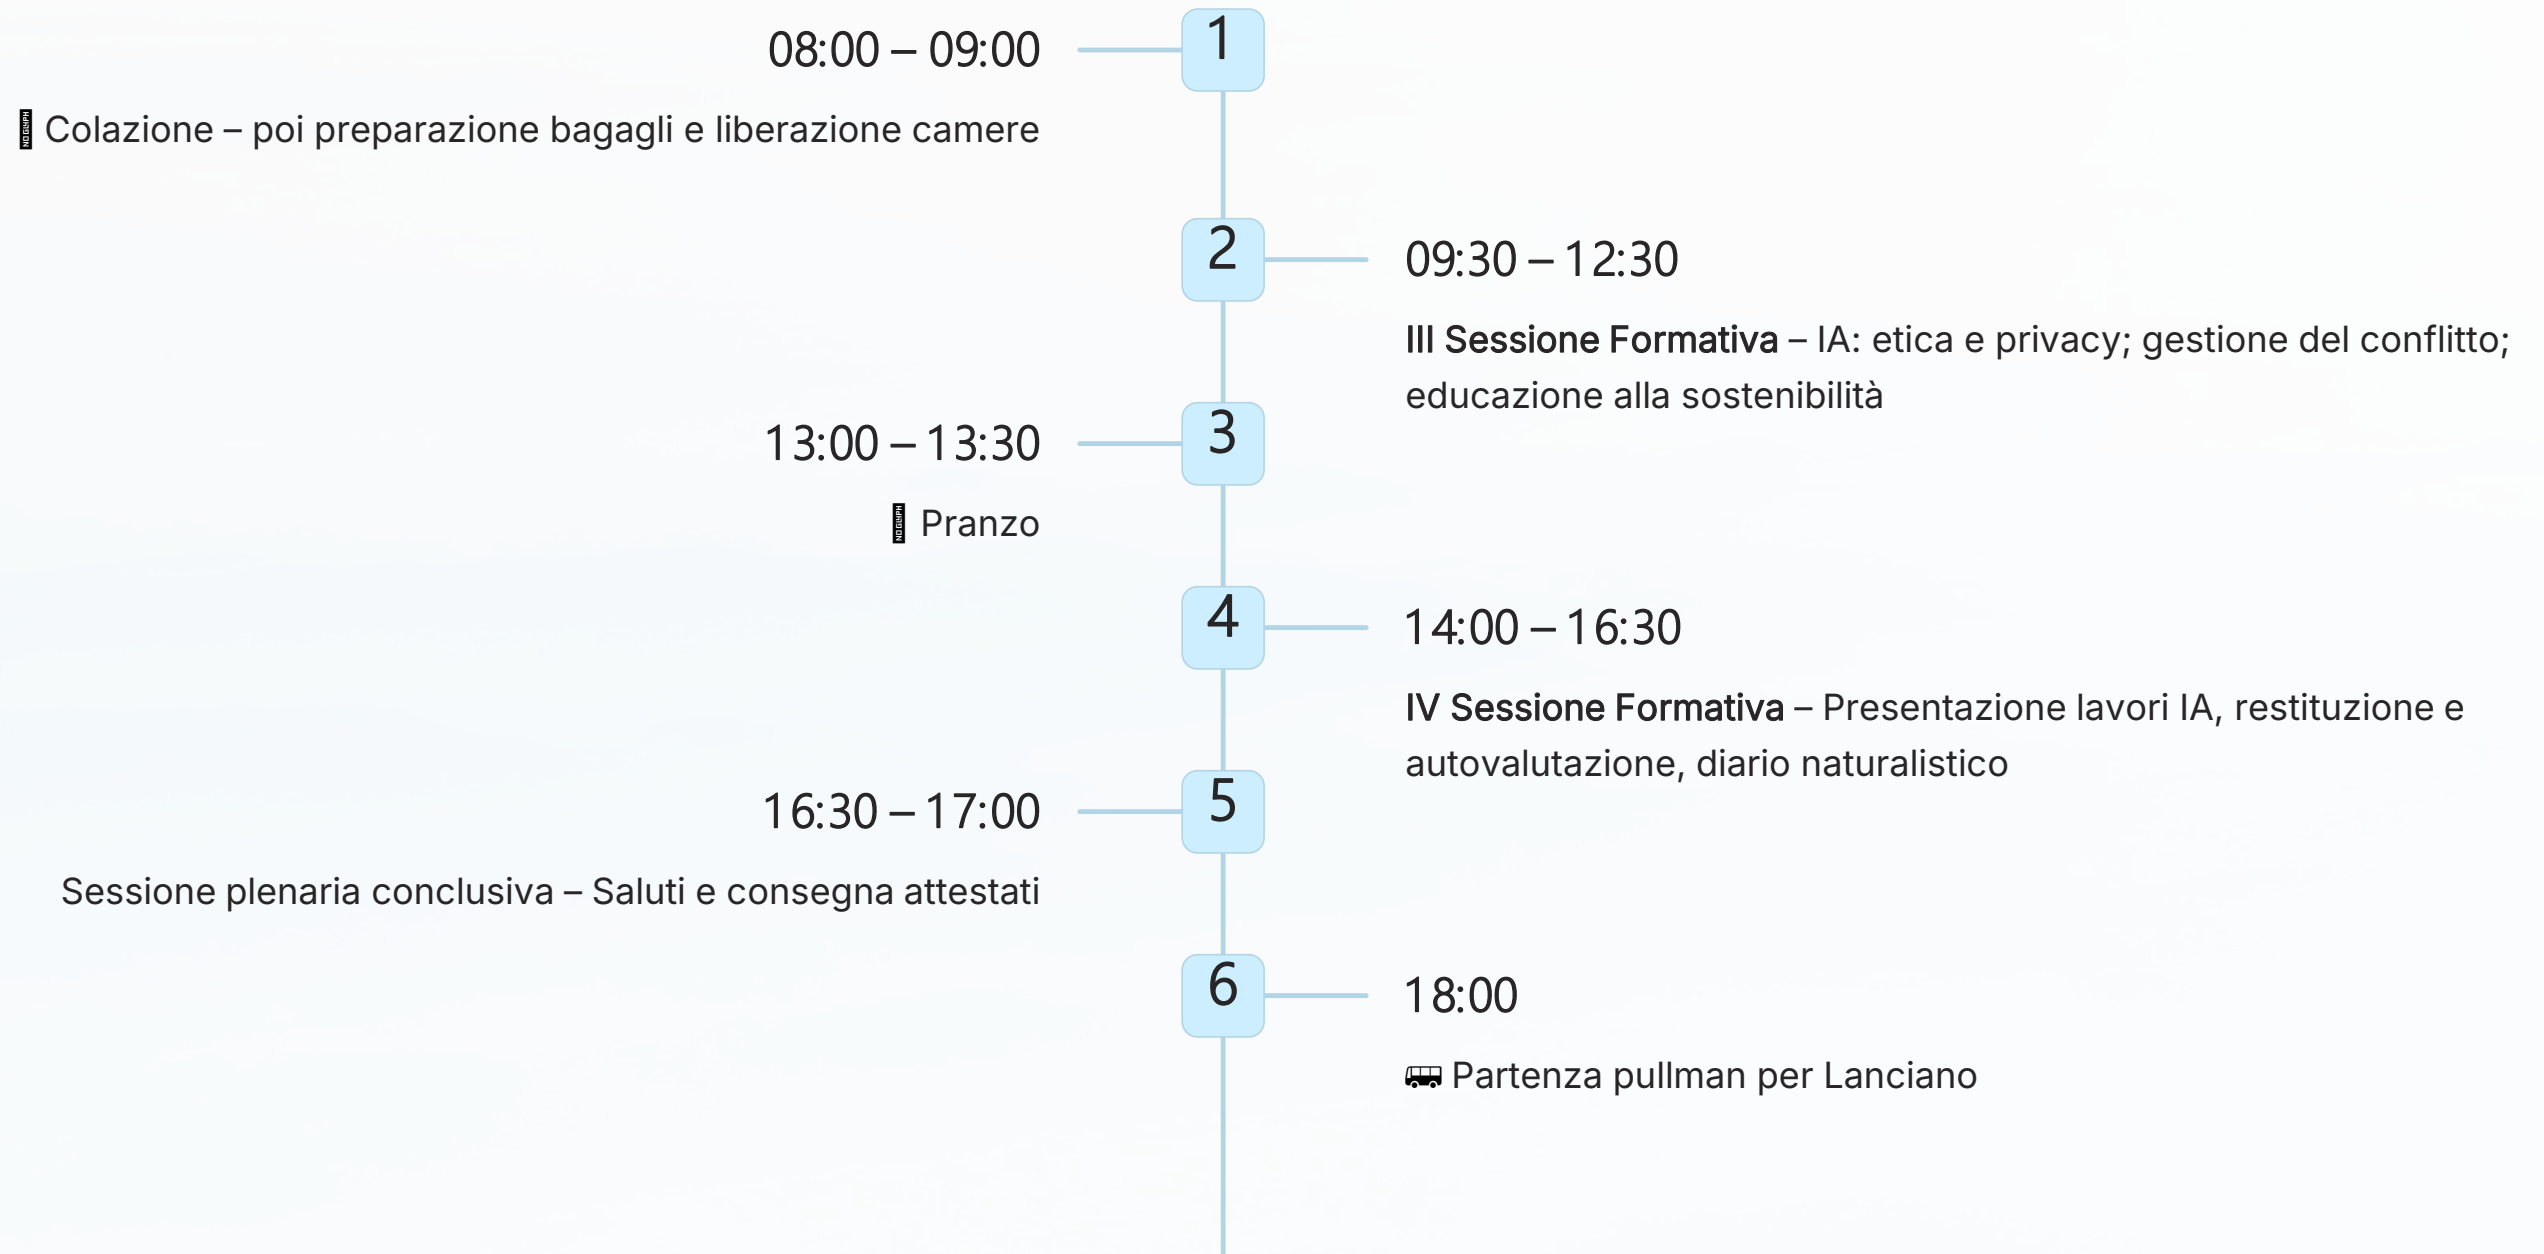 1
08:00 – 09:00
Colazione – poi preparazione bagagli e liberazione camere
2
09:30 – 12:30
III Sessione Formativa – IA: etica e privacy; gestione del conflitto;
educazione alla sostenibilità
3
13:00 – 13:30
Pranzo
4
14:00 – 16:30
IV Sessione Formativa – Presentazione lavori IA, restituzione e
autovalutazione, diario naturalistico
5
16:30 – 17:00
Sessione plenaria conclusiva – Saluti e consegna attestati
6
18:00
Partenza pullman per Lanciano